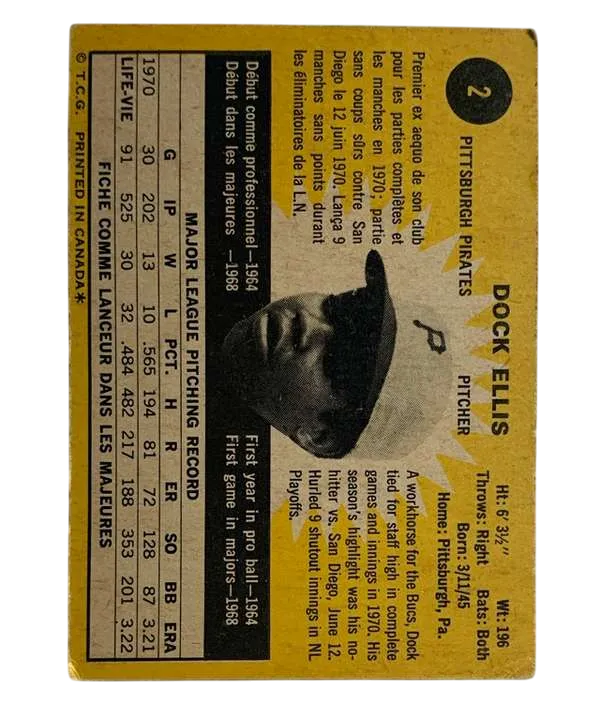 2
DOCK ELLIS
PITTSBURGH PIRATES
PITCHER
Ht: 6' 3½" Wt: 196
Throws: Right Bats: Both
Born: 3/11/45
Home: Pittsburgh, Pa.
Premier ex aequo de son club
pour les parties complètes et
les manches en 1970; partie
sans coups sûrs contre San
Diego le 12 juin 1970. Lança 9
manches sans points durant
les éliminatoires de la L.N.
P
A workhorse for the Bucs, Dock
tied for staff high in complete
games and innings in 1970. His
season's highlight was his no-
hitter vs. San Diego, June 12.
Hurled 9 shutout innings in NL
Playoffs.
Début comme professionnel—1964
Début dans les majeures —1968
First year in pro ball—1964
First game in majors—1968
MAJOR LEAGUE PITCHING RECORD
G IP W L PCT. H R ER SO BB ERA
1970 30 202 13 10 .565 194 81 72 128 87 3.21
LIFE-VIE 91 525 30 32 .484 482 217 188 353 201 3.22
FICHE COMME LANCEUR DANS LES MAJEURES
© T.C.G. PRINTED IN CANADA*